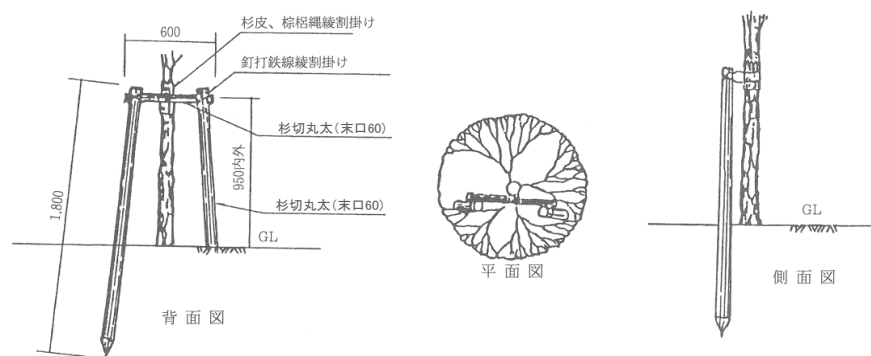 杉皮、棕梠縄綾割掛け
600
釘打鉄線綾割掛け
杉切丸太(末口60)
950内外
1,800
杉切丸太(末口60)
GL
背面図
平面図
GL
側面図